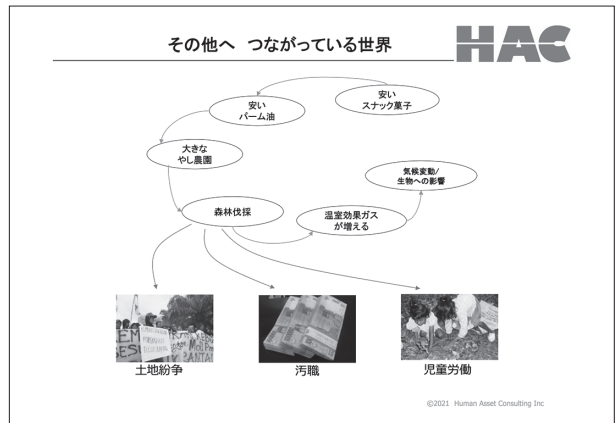 その他へ つながっている世界
HAC
安い
スナック菓子
安い
パーム油
大きな
やし農園
気候変動/
生物への影響
森林伐採
温室効果ガス
が増える
土地紛争
汚職
児童労働
©2021 Human Asset Consulting Inc